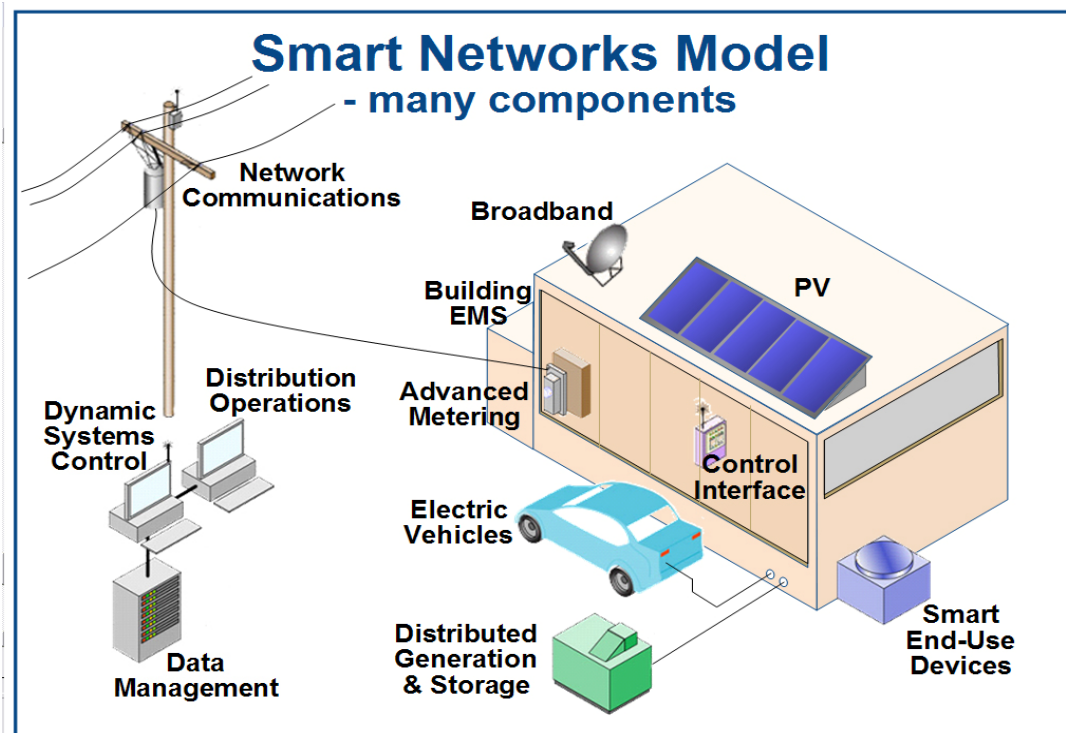 Smart Networks Model
- many components
Network
Communications
Broadband
PV
Building
EMS
Advanced
Metering
Distribution
Operations
Dynamic
Systems
Control
Control
Interface
Electric
Vehicles
Distributed
Generation
& Storage
Smart
End-Use
Devices
Data
Management